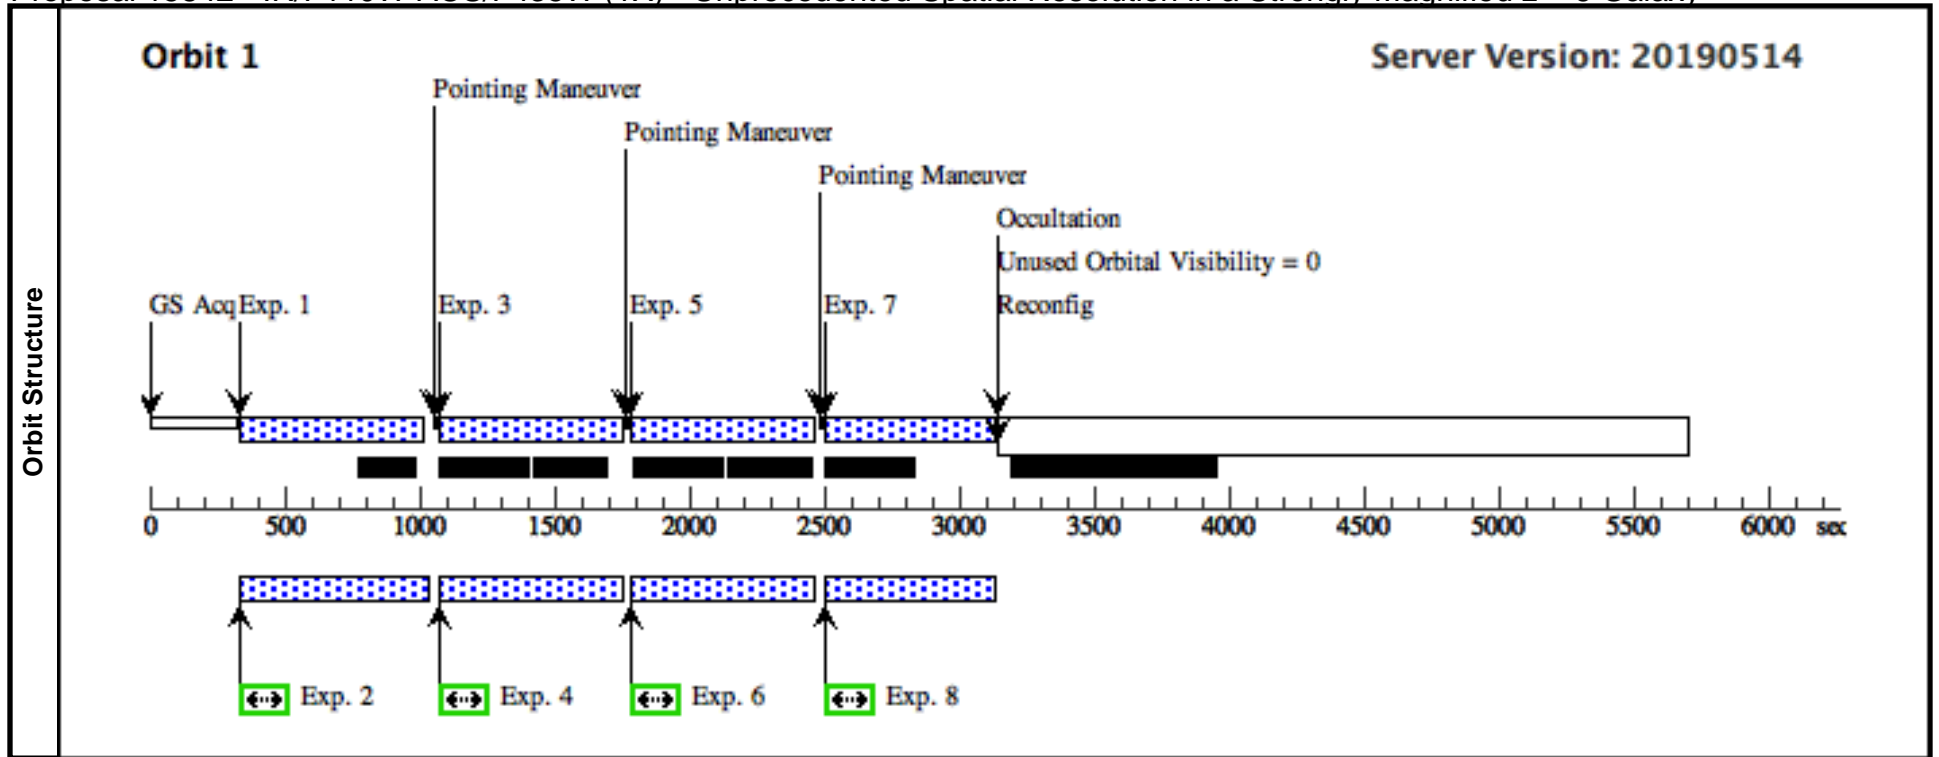 Orbit 1
Server Version: 20190514
Pointing Maneuver
Pointing Maneuver
Pointing Maneuver
Occultation
Unused Orbital Visibility = 0
GS Acq Exp. 1 Exp. 3 Exp. 5 Exp. 7 Reconfig
Orbit Structure
0 500 1000 1500 2000 2500 3000 3500 4000 4500 5000 5500 6000 sec
Exp. 2 Exp. 4 Exp. 6 Exp. 8